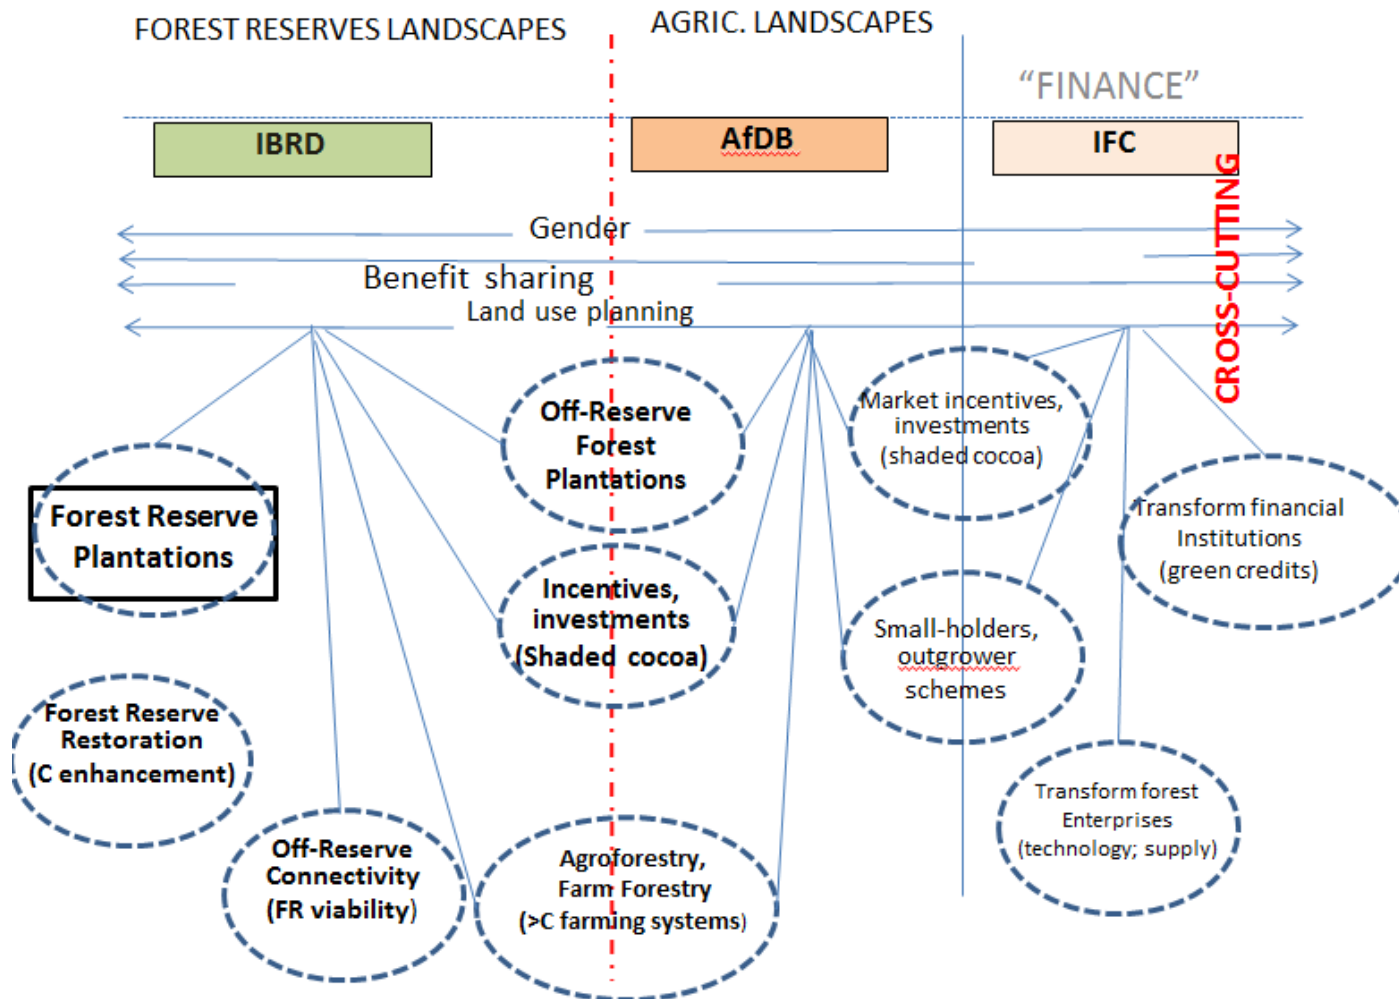 FOREST RESERVES LANDSCAPES
AGRIC. LANDSCAPES
“FINANCE”
IBRD
AfDB
IFC
CROSS-CUTTING
Gender
Benefit sharing
Land use planning
Off-Reserve
Forest
Plantations
Market incentives,
investments
(shaded cocoa)
Forest Reserve
Plantations
Transform financial
Institutions
(green credits)
Incentives,
investments
(Shaded cocoa)
Small-holders,
outgrower
schemes
Forest Reserve
Restoration
(C enhancement)
Transform forest
Enterprises
(technology; supply)
Off-Reserve
Connectivity
(FR viability)
Agroforestry,
Farm Forestry
(>C farming systems)